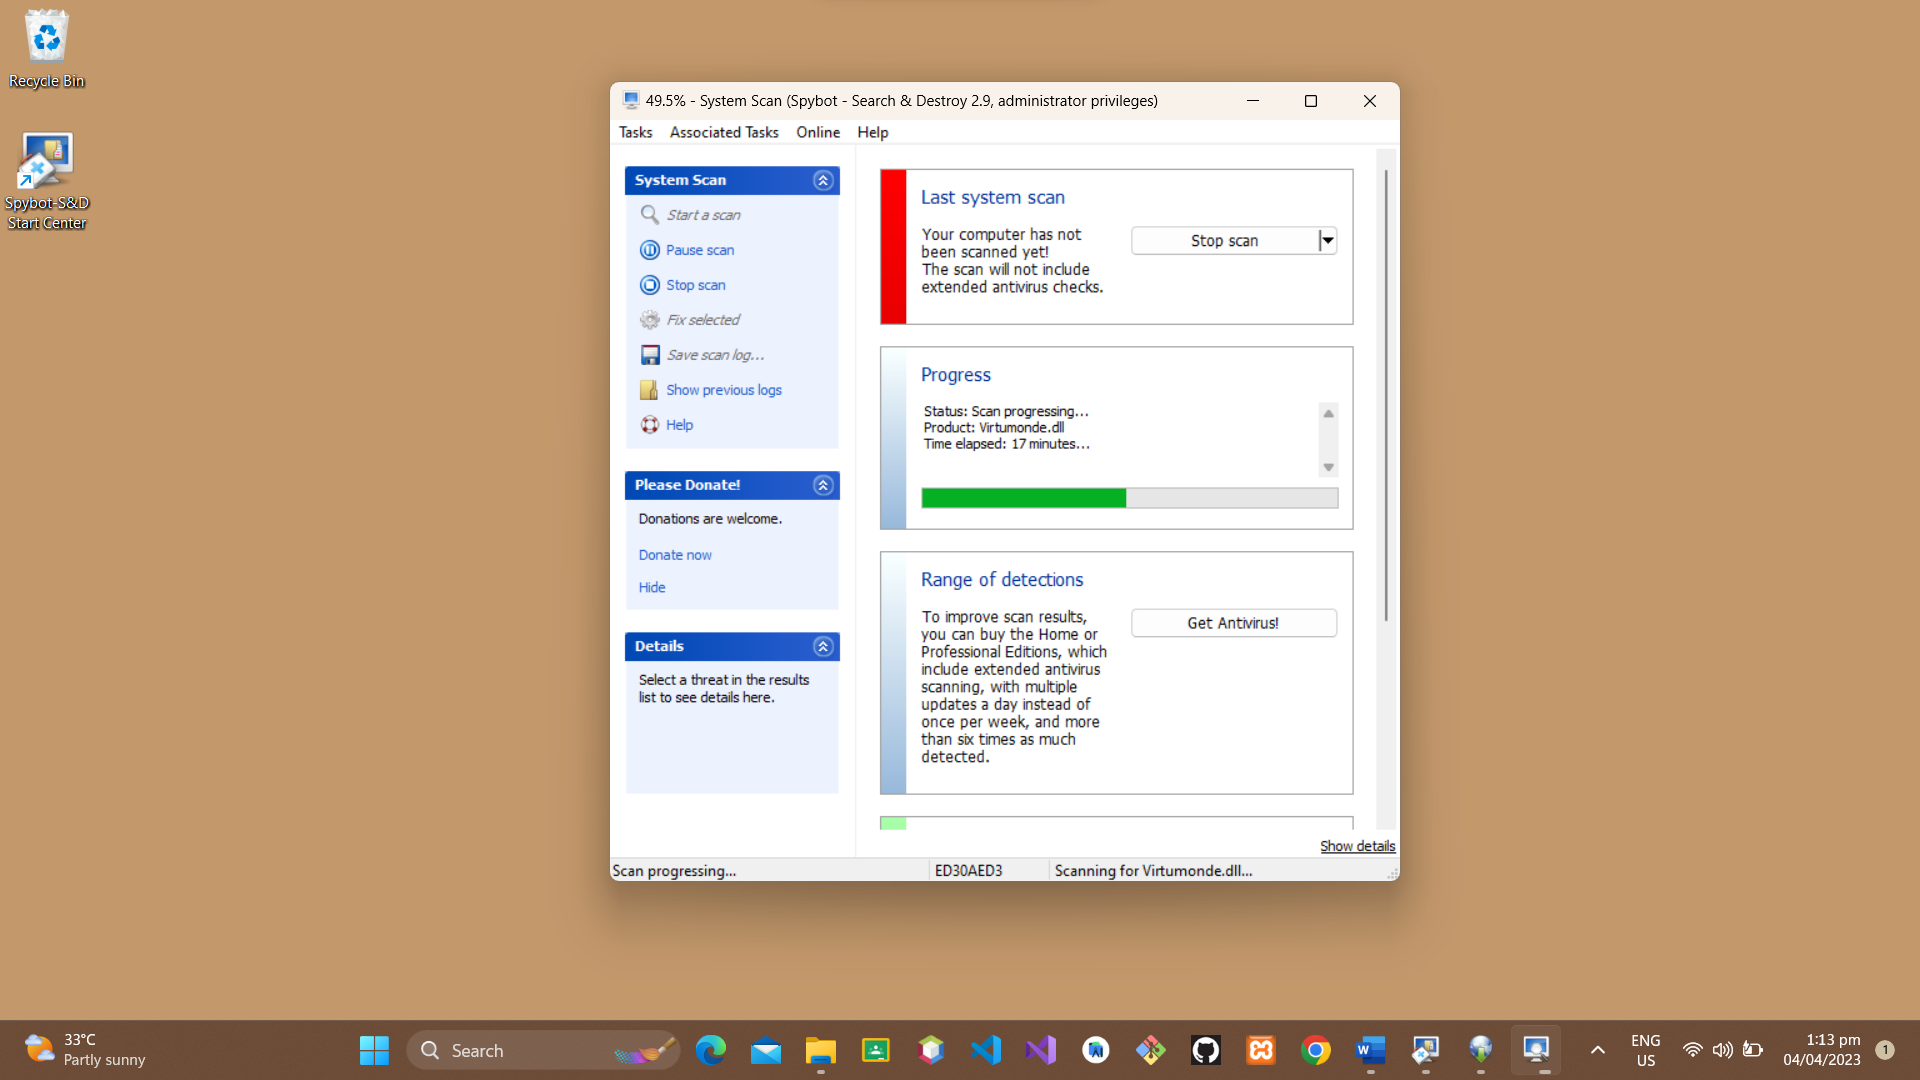 Recycle Bin
Spybot-S&D
Start Center
49.5% - System Scan (Spybot - Search & Destroy 2.9, administrator privileges)
Tasks Associated Tasks Online Help
System Scan
Start a scan
Pause scan
Stop scan
Fix selected
Save scan log...
Show previous logs
Help
Please Donate!
Donations are welcome.
Donate now
Hide
Details
Select a threat in the results
list to see details here.
Last system scan
Your computer has not
been scanned yet!
The scan will not include
extended antivirus checks.
Stop scan
Progress
Status: Scan progressing...
Product: Virtumonde.dll
Time elapsed: 17 minutes...
Range of detections
To improve scan results,
you can buy the Home or
Professional Editions, which
include extended antivirus
scanning, with multiple
updates a day instead of
once per week, and more
than six times as much
detected.
Get Antivirus!
Show details
Scan progressing... ED30AED3 Scanning for Virtumonde.dll...
33°C
Partly sunny
Search
ENG
US
1:13 pm
04/04/2023
1